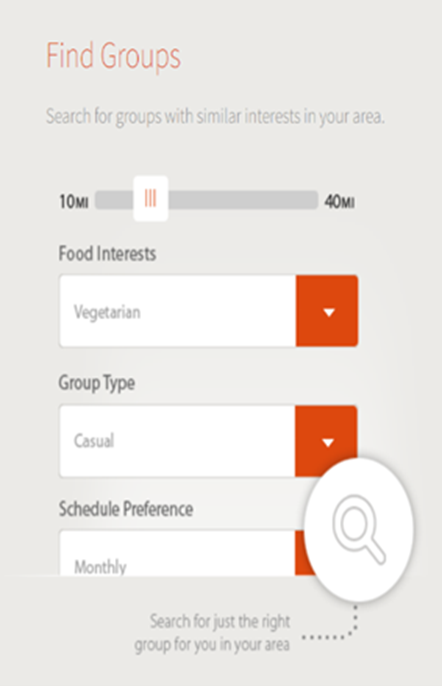 Find Groups
Search for groups with similar interests in your area.
10MI 40MI
Food Interests
Vegetarian
Group Type
Casual
Schedule Preference
Monthly
Search for just the right
group for you in your area